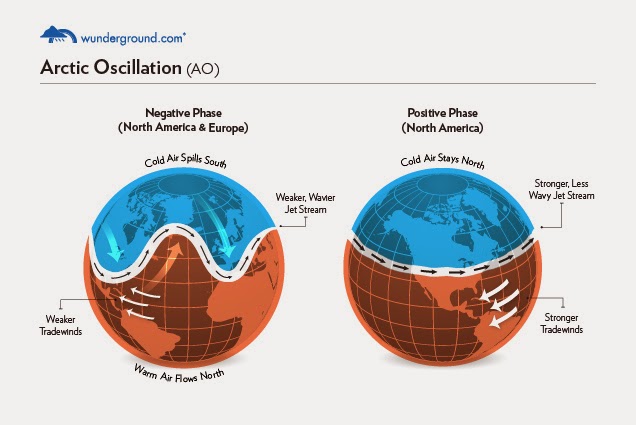 wunderground.com®
Arctic Oscillation (AO)
Negative Phase
(North America & Europe)
Cold Air Spills South
Weaker, Wavier
Jet Stream
Weaker
Tradewinds
Warm Air Flows North
Positive Phase
(North America)
Cold Air Stays North
Stronger, Less
Wavy Jet Stream
Stronger
Tradewinds